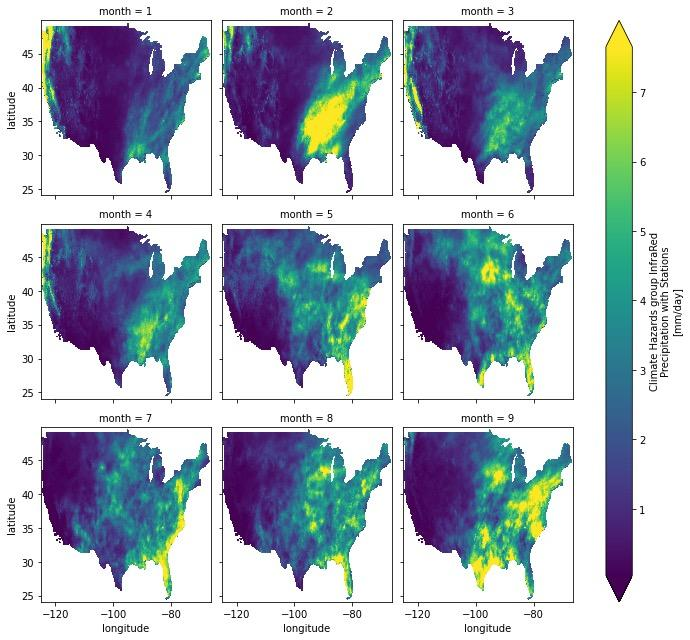 month = 1
month = 2
month = 3
45
40
35
30
25
latitude
month = 4
month = 5
month = 6
45
40
35
30
25
latitude
month = 7
month = 8
month = 9
45
40
35
30
25
latitude
−120
−100
−80
−120
−100
−80
−120
−100
−80
longitude
longitude
longitude
7
6
5
4
3
2
1
Climate Hazards group InfraRed
Precipitation with Stations
[mm/day]